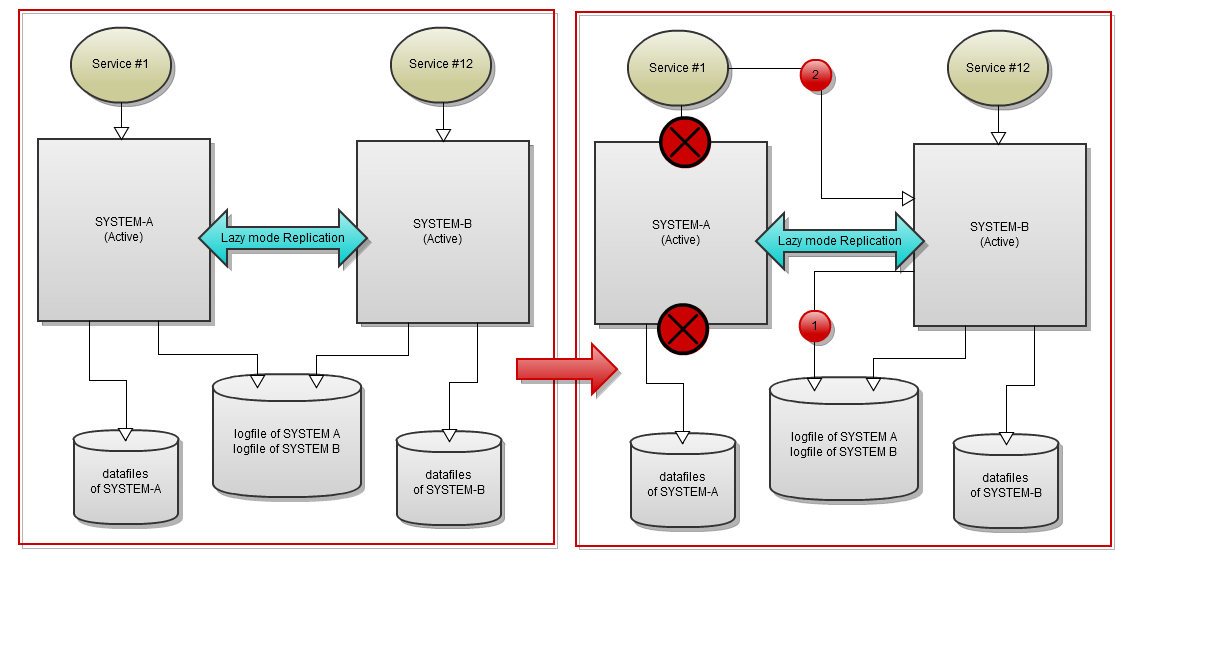 Service #1
Service #12
SYSTEM-A
(Active)
SYSTEM-B
(Active)
Lazy mode Replication
logfile of SYSTEM A
logfile of SYSTEM B
datafiles
of SYSTEM-A
datafiles
of SYSTEM-B
Service #1
2
Service #12
SYSTEM-A
(Active)
SYSTEM-B
(Active)
Lazy mode Replication
1
logfile of SYSTEM A
logfile of SYSTEM B
datafiles
of SYSTEM-A
datafiles
of SYSTEM-B